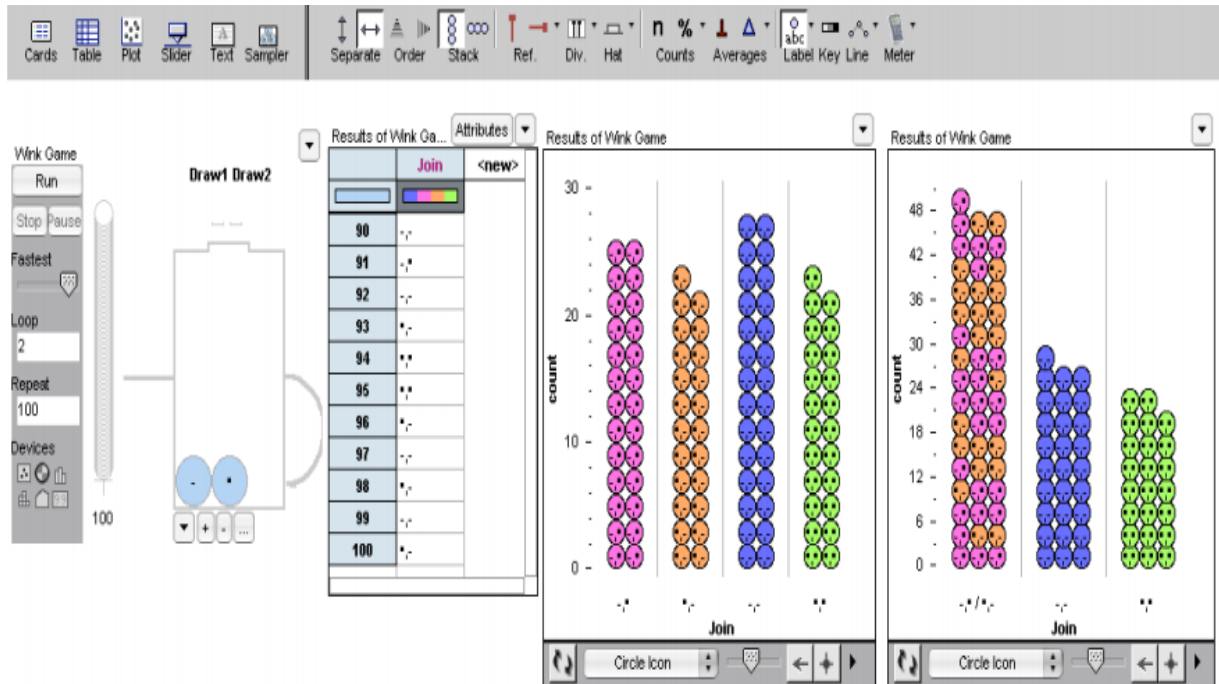 Cards Table Plot Slider Text Sampler Separate Order Stack Ref. Div. Hat Counts Averages Label Key Line Meter
n % abc
Wink Game
Run
Stop Pause
Fastest
Loop
2
Repeat
100
Devices
100
Draw1 Draw2
- ▪
+ - ...
Results of Wink Ga... Attributes
Join <new>
90 -,-
91 -,▪
92 -,-
93 ▪,-
94 ▪,▪
95 ▪,▪
96 ▪,-
97 -,-
98 ▪,-
99 -,-
100 ▪,-
Results of Wink Game
30
20
10
0
count
-,▪ ▪,- -,- ▪,▪
Join
Circle Icon
Results of Wink Game
48
42
36
30
24
18
12
6
0
count
-,▪ / ▪,- -,- ▪,▪
Join
Circle Icon